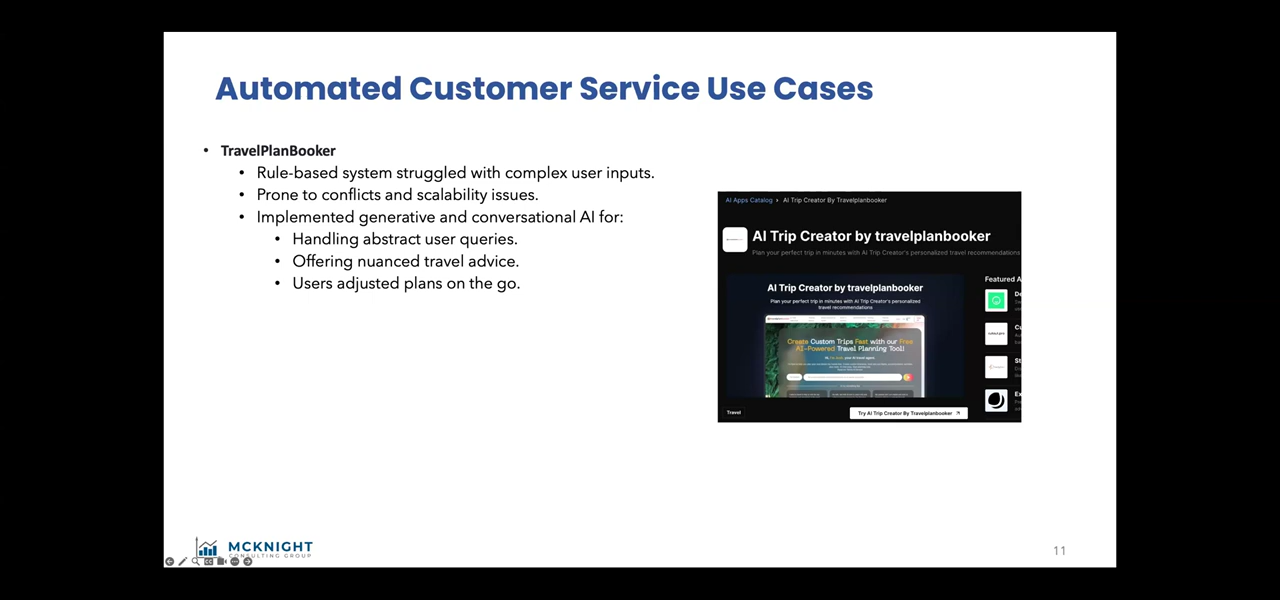 Automated Customer Service Use Cases
• TravelPlanBooker
• Rule-based system struggled with complex user inputs.
• Prone to conflicts and scalability issues.
• Implemented generative and conversational AI for:
• Handling abstract user queries.
• Offering nuanced travel advice.
• Users adjusted plans on the go.
AI Apps Catalog › AI Trip Creator By Travelplanbooker
AI Trip Creator by travelplanbooker
Plan your perfect trip in minutes with AI Trip Creator's personalized travel recommendations
Featured A
AI Trip Creator by travelplanbooker
Plan your perfect trip in minutes with AI Trip Creator's personalized
travel recommendations
Create Custom Trips Fast with our Free
AI-Powered Travel Planning Tool!
Travel
Try AI Trip Creator By Travelplanbooker
MCKNIGHT
CONSULTING GROUP
11